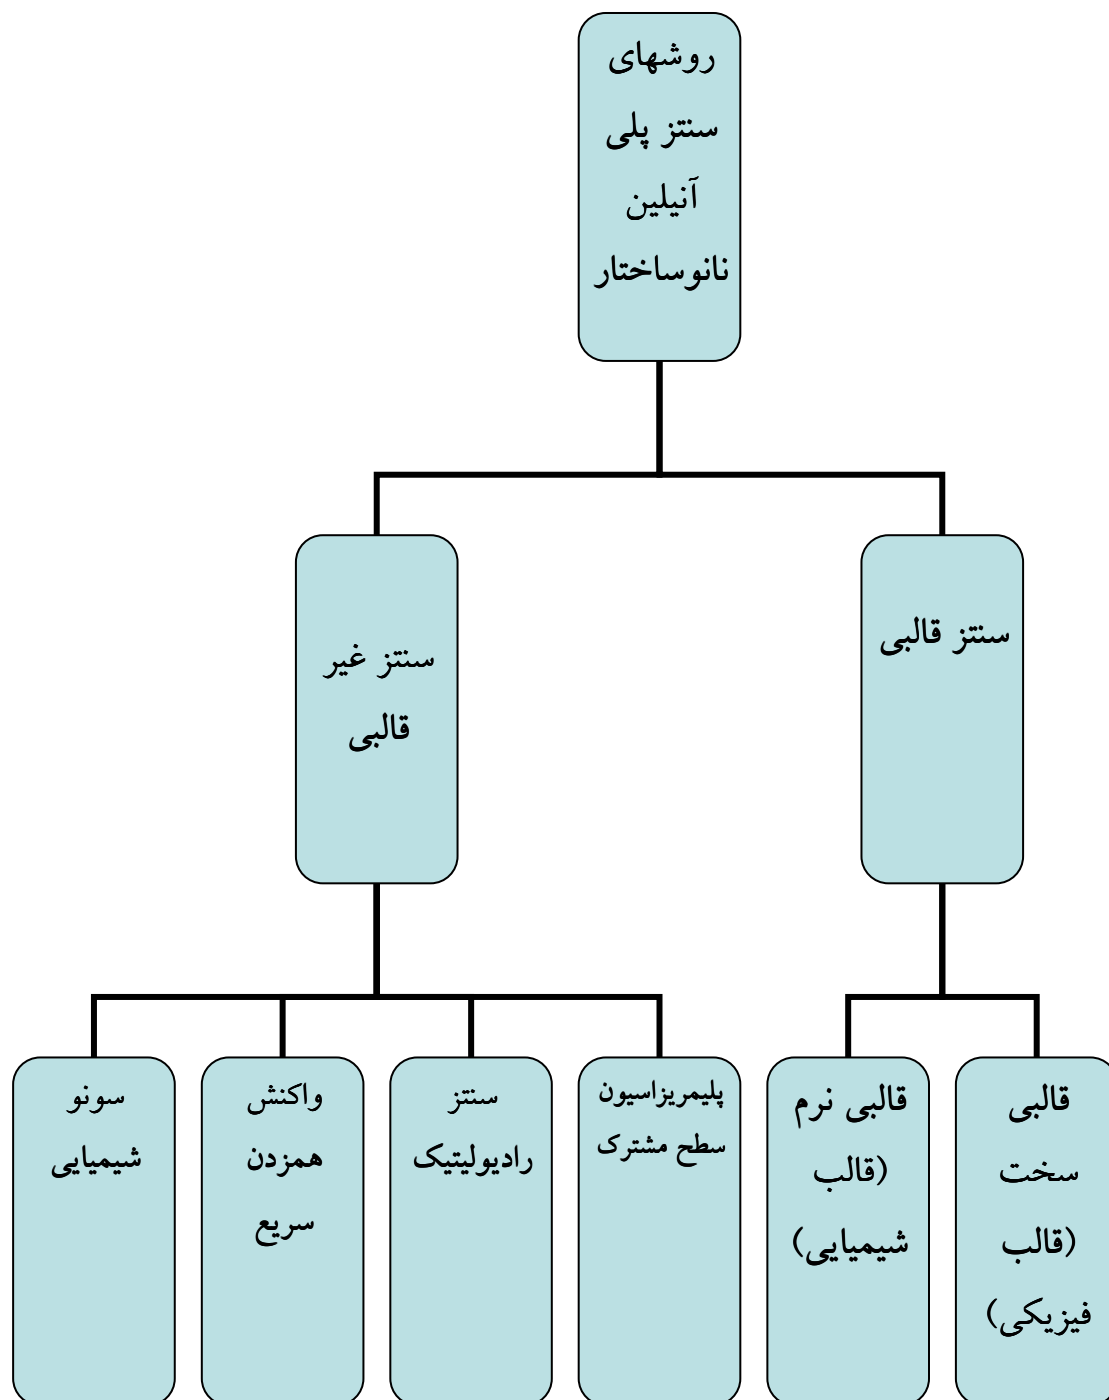 روشهای
سنتز پلی
آنیلین
نانوساختار
سنتز قالبی
سنتز غیر
قالبی
قالبی
سخت
(قالب
فیزیکی)
قالبی نرم
(قالب
شیمیایی)
پلیمریزاسیون
سطح مشترک
سنتز
رادیولیتیک
واکنش
همزدن
سریع
سونو
شیمیایی